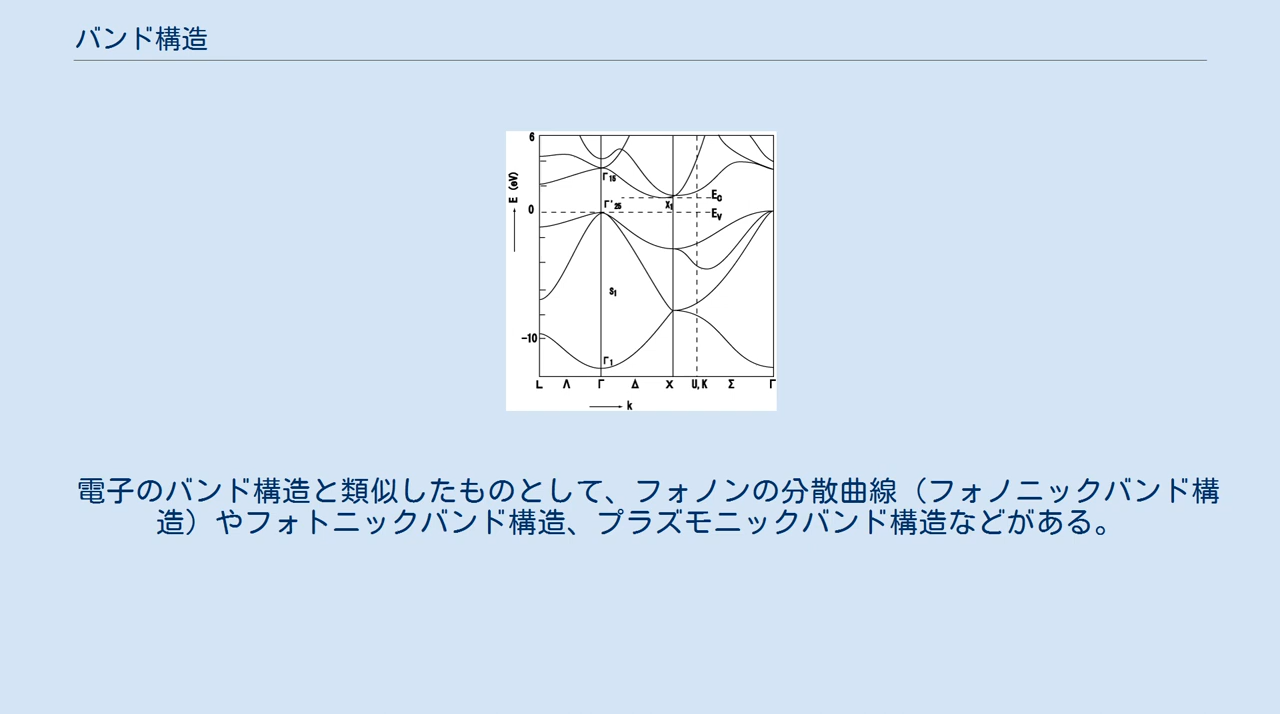 バンド構造
6
E (eV)
0
-10
Γ15
Γ'25
X1
EC
EV
S1
Γ1
L Λ Γ Δ X U,K Σ Γ
k
電子のバンド構造と類似したものとして、フォノンの分散曲線（フォノニックバンド構
造）やフォトニックバンド構造、プラズモニックバンド構造などがある。